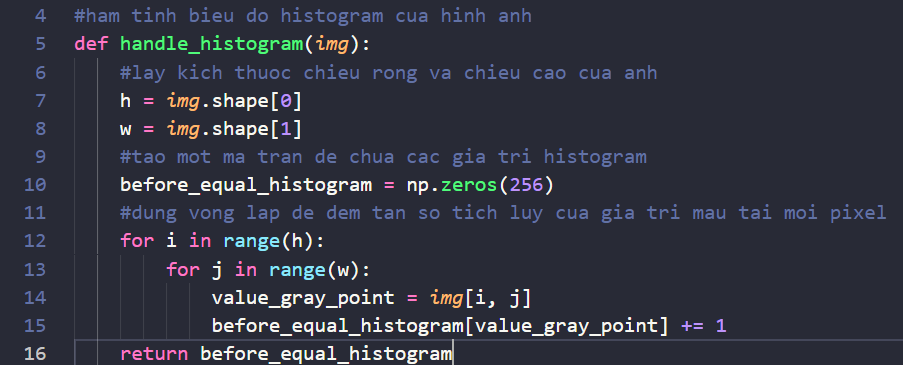 4 #ham tinh bieu do histogram cua hinh anh
5 def handle_histogram(img):
6     #lay kich thuoc chieu rong va chieu cao cua anh
7     h = img.shape[0]
8     w = img.shape[1]
9     #tao mot ma tran de chua cac gia tri histogram
10     before_equal_histogram = np.zeros(256)
11     #dung vong lap de dem tan so tich luy cua gia tri mau tai moi pixel
12     for i in range(h):
13         for j in range(w):
14             value_gray_point = img[i, j]
15             before_equal_histogram[value_gray_point] += 1
16     return before_equal_histogram